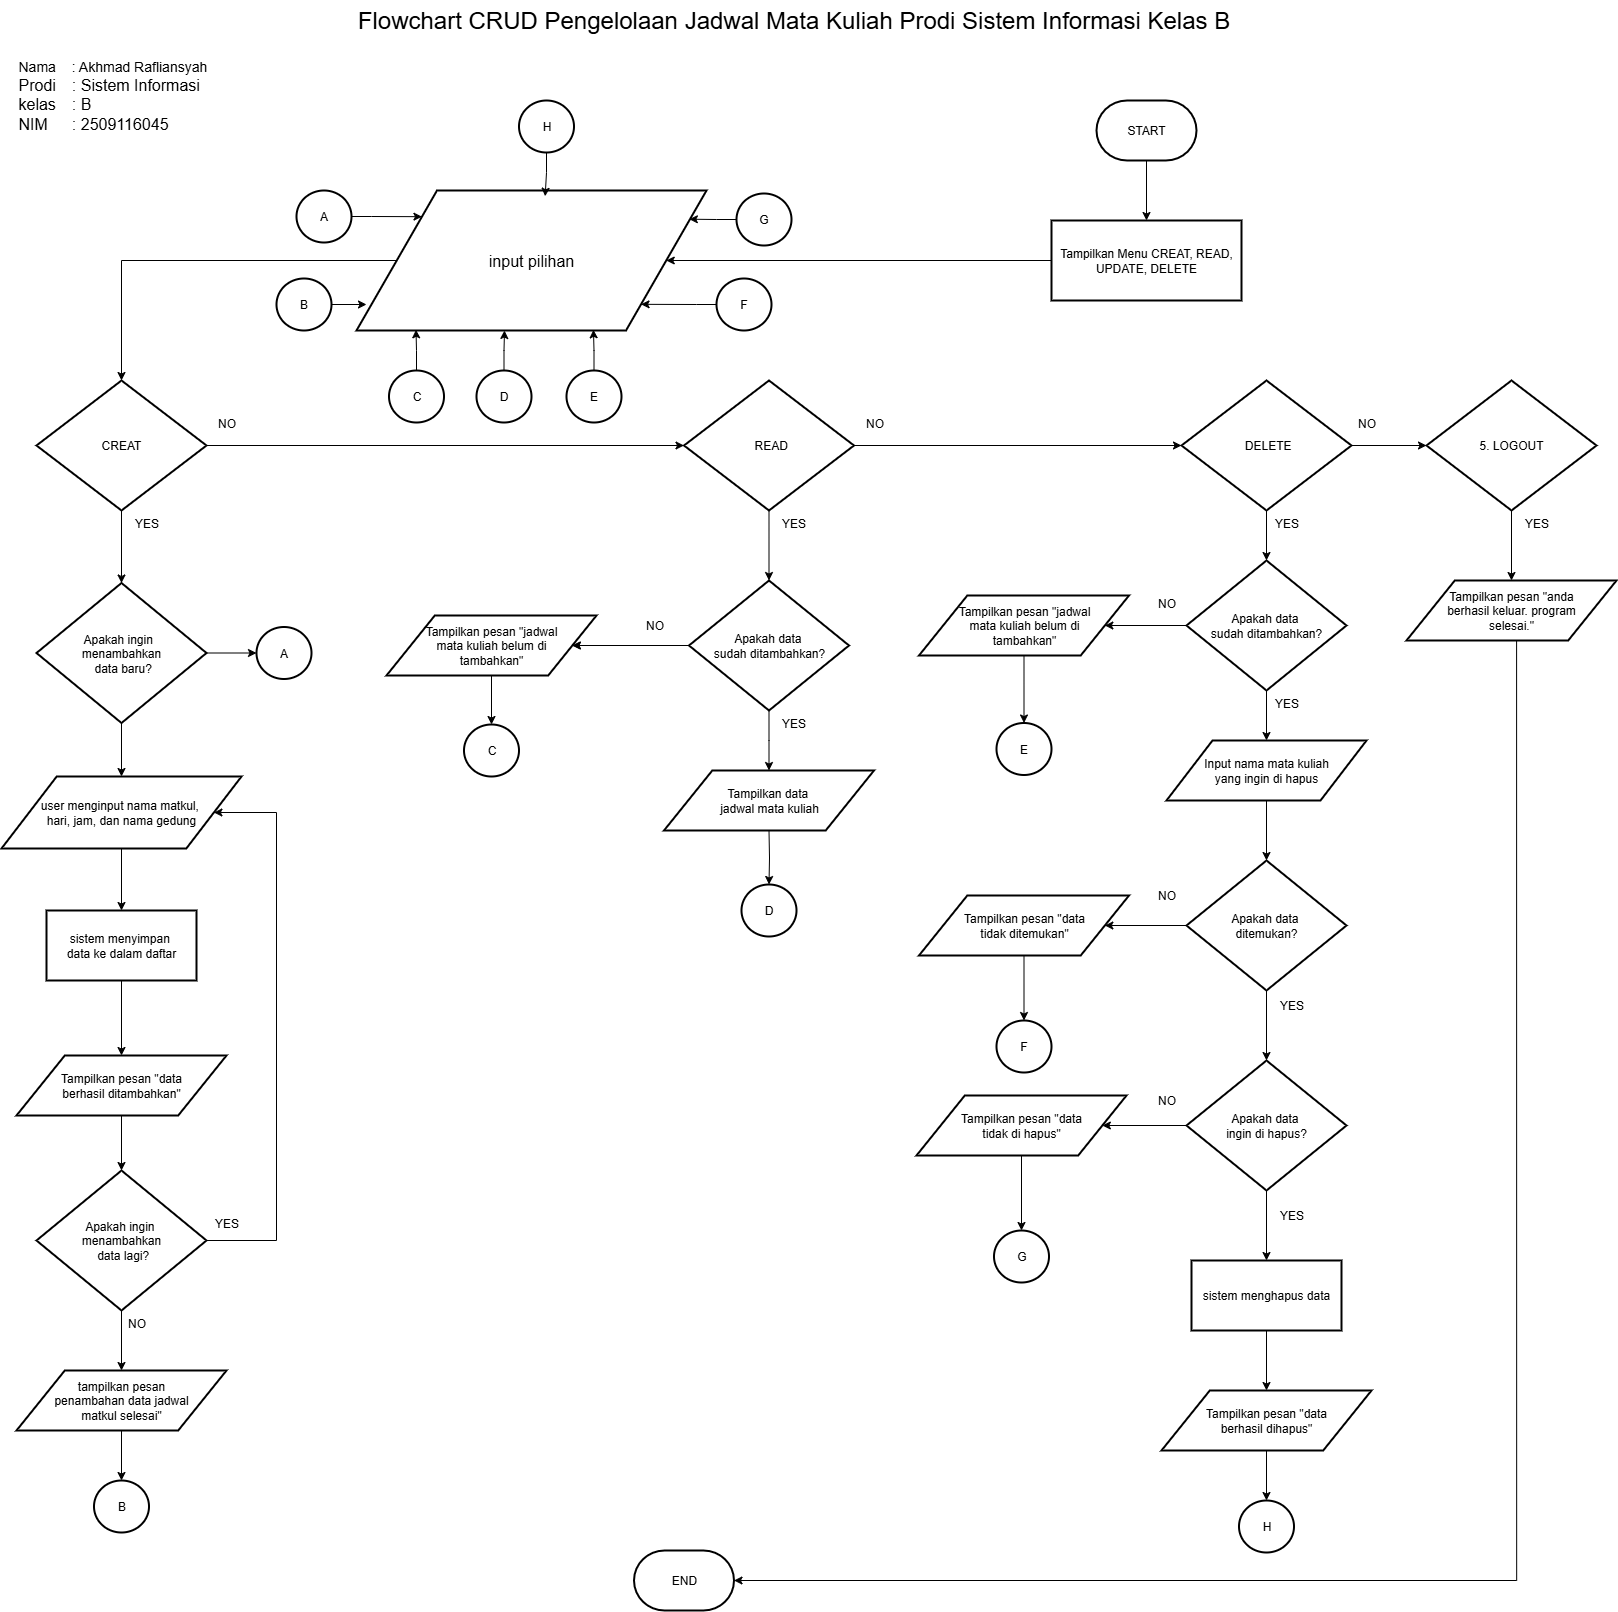 Flowchart CRUD Pengelolaan Jadwal Mata Kuliah Prodi Sistem Informasi Kelas B
Nama : Akhmad Rafliansyah
Prodi : Sistem Informasi
kelas : B
NIM : 2509116045
H
START
A
G
input pilihan
Tampilkan Menu CREAT, READ,
UPDATE, DELETE
B
F
C
D
E
CREAT
NO
READ
NO
DELETE
NO
5. LOGOUT
YES
YES
YES
YES
Apakah ingin
menambahkan
data baru?
A
Tampilkan pesan "jadwal
mata kuliah belum di
tambahkan"
NO
Apakah data
sudah ditambahkan?
Tampilkan pesan "jadwal
mata kuliah belum di
tambahkan"
NO
Apakah data
sudah ditambahkan?
Tampilkan pesan "anda
berhasil keluar. program
selesai."
YES
YES
C
E
user menginput nama matkul,
hari, jam, dan nama gedung
Tampilkan data
jadwal mata kuliah
Input nama mata kuliah
yang ingin di hapus
D
sistem menyimpan
data ke dalam daftar
Tampilkan pesan "data
tidak ditemukan"
NO
Apakah data
ditemukan?
YES
F
Tampilkan pesan "data
berhasil ditambahkan"
Tampilkan pesan "data
tidak di hapus"
NO
Apakah data
ingin di hapus?
YES
G
Apakah ingin
menambahkan
data lagi?
YES
sistem menghapus data
NO
tampilkan pesan
penambahan data jadwal
matkul selesai"
Tampilkan pesan "data
berhasil dihapus"
B
H
END